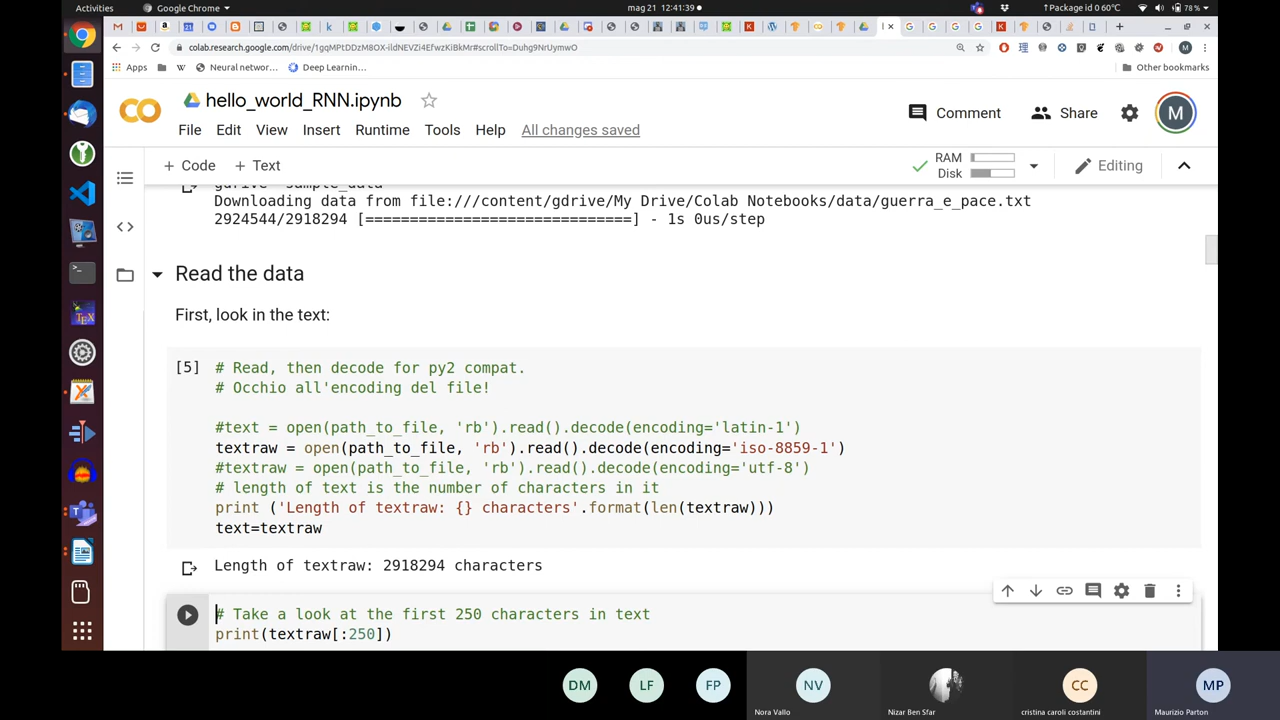 Activities
Google Chrome
mag 21 12:41:39
Package id 0 60°C
78%
colab.research.google.com/drive/1gqMPtDDzM8OX-ildNEVZi4EfwzKiBkMr#scrollTo=Duhg9NrUymwO
Apps
Neural networ...
Deep Learnin...
Other bookmarks
hello_world_RNN.ipynb
Comment
Share
M
File Edit View Insert Runtime Tools Help All changes saved
+ Code + Text
RAM
Disk
Editing
gdrive sample_data
Downloading data from file:///content/gdrive/My Drive/Colab Notebooks/data/guerra_e_pace.txt
2924544/2918294 [==============================] - 1s 0us/step
Read the data
First, look in the text:
[5]
# Read, then decode for py2 compat.
# Occhio all'encoding del file!
#text = open(path_to_file, 'rb').read().decode(encoding='latin-1')
textraw = open(path_to_file, 'rb').read().decode(encoding='iso-8859-1')
#textraw = open(path_to_file, 'rb').read().decode(encoding='utf-8')
# length of text is the number of characters in it
print ('Length of textraw: {} characters'.format(len(textraw)))
text=textraw
Length of textraw: 2918294 characters
# Take a look at the first 250 characters in text
print(textraw[:250])
DM
LF
FP
NV
CC
MP
Nora Vallo
Nizar Ben Sfar
cristina caroli costantini
Maurizio Parton